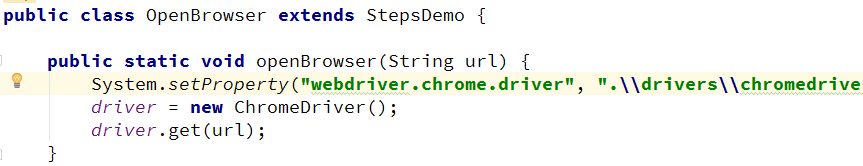 public class OpenBrowser extends StepsDemo {
public static void openBrowser(String url) {
System.setProperty("webdriver.chrome.driver", ".\\drivers\\chromedrive
driver = new ChromeDriver();
driver.get(url);
}